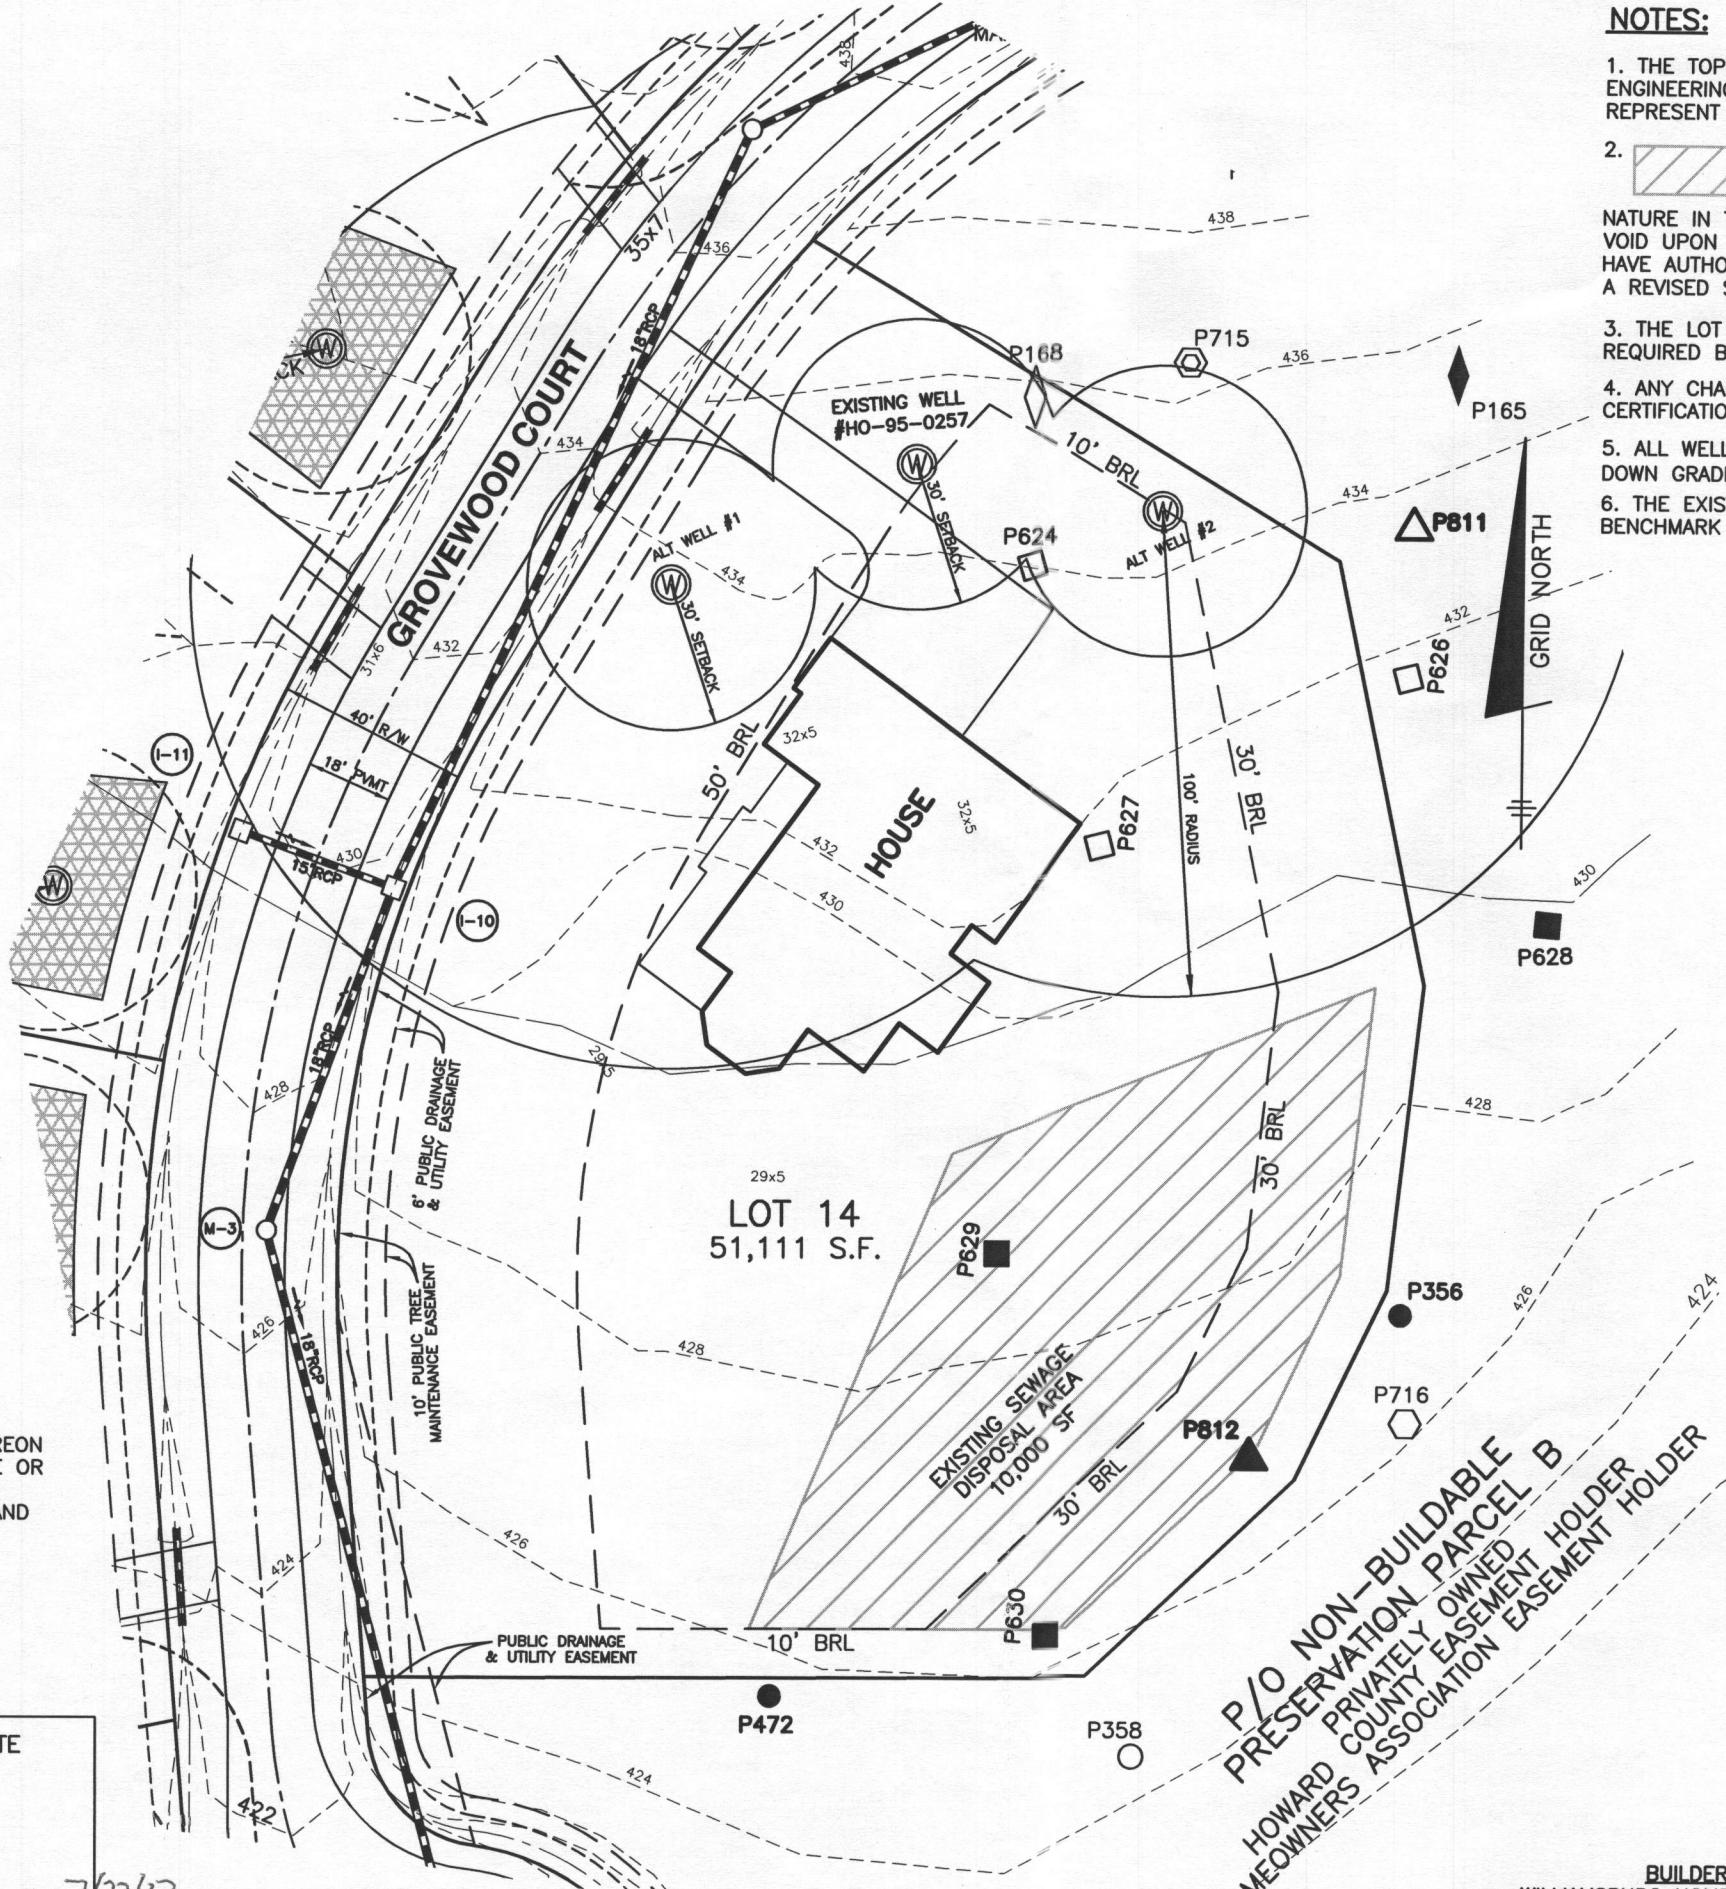 NOTES:
1. THE TOP
ENGINEERING
REPRESENT
2.
NATURE IN
VOID UPON
HAVE AUTHO
A REVISED S
3. THE LOT
REQUIRED B
4. ANY CHA
CERTIFICATIO
5. ALL WELL
DOWN GRAD
6. THE EXIS
BENCHMARK
438
438
436
35x7
18"RCP
GROVEWOOD COURT
P168
P715
436
P165
EXISTING WELL
#HO-95-0257
W
30' SETBACK
10' BRL
434
434
P811
GRID NORTH
W
ALT WELL #1
W
30' SETBACK
434
P624
W
ALT WELL #2
432
P626
31x6
432
40' R/W
18' PVMT
I-11
50' BRL
32x5
32x5
HOUSE
432
430
P627
100' RADIUS
30' BRL
430
P628
W
15"RCP
430
I-10
18"RCP
428
29x5
6' PUBLIC DRAINAGE
& UTILITY EASEMENT
428
30' BRL
29x5
LOT 14
51,111 S.F.
M-3
P629
P356
426
424
10' PUBLIC TREE
MAINTENANCE EASEMENT
18"RCP
426
428
EXISTING SEWAGE
DISPOSAL AREA
10,000 SF
30' BRL
P812
P716
REON
E OR
AND
426
424
P630
10' BRL
PUBLIC DRAINAGE
& UTILITY EASEMENT
P472
P358
P/O NON-BUILDABLE
PRESERVATION PARCEL B
PRIVATELY OWNED
HOWARD COUNTY EASEMENT HOLDER
MEOWNERS ASSOCIATION EASEMENT HOLDER
TE
424
422
BUILDER